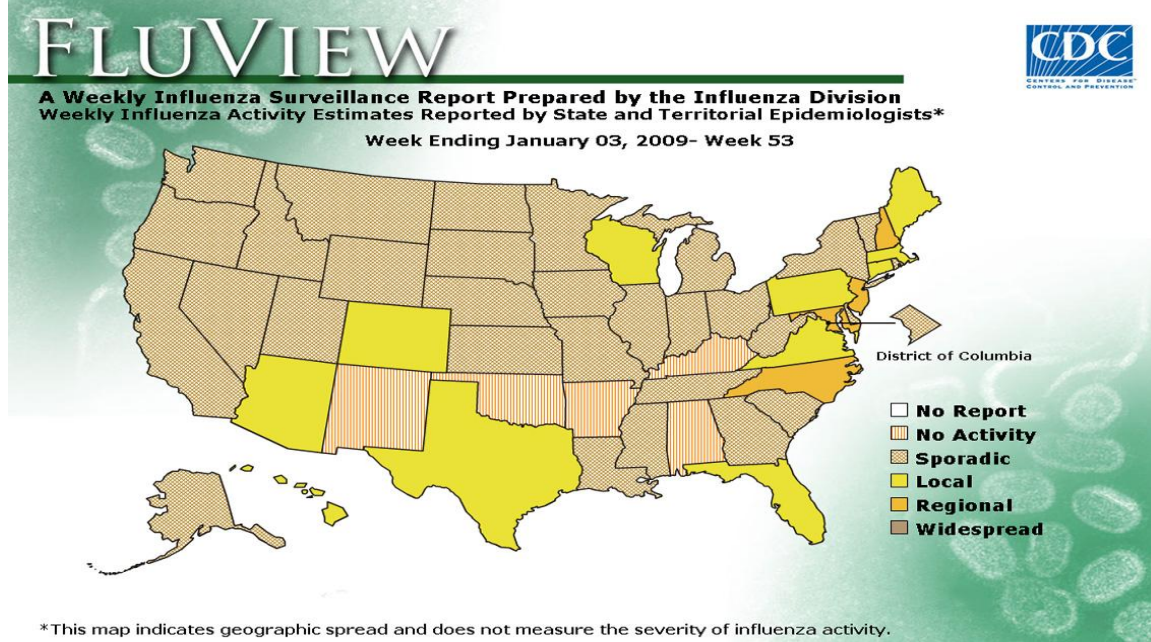 FLUVIEW
CDC
CENTERS FOR DISEASE™
CONTROL AND PREVENTION
A Weekly Influenza Surveillance Report Prepared by the Influenza Division
Weekly Influenza Activity Estimates Reported by State and Territorial Epidemiologists*
Week Ending January 03, 2009- Week 53
District of Columbia
No Report
No Activity
Sporadic
Local
Regional
Widespread
*This map indicates geographic spread and does not measure the severity of influenza activity.